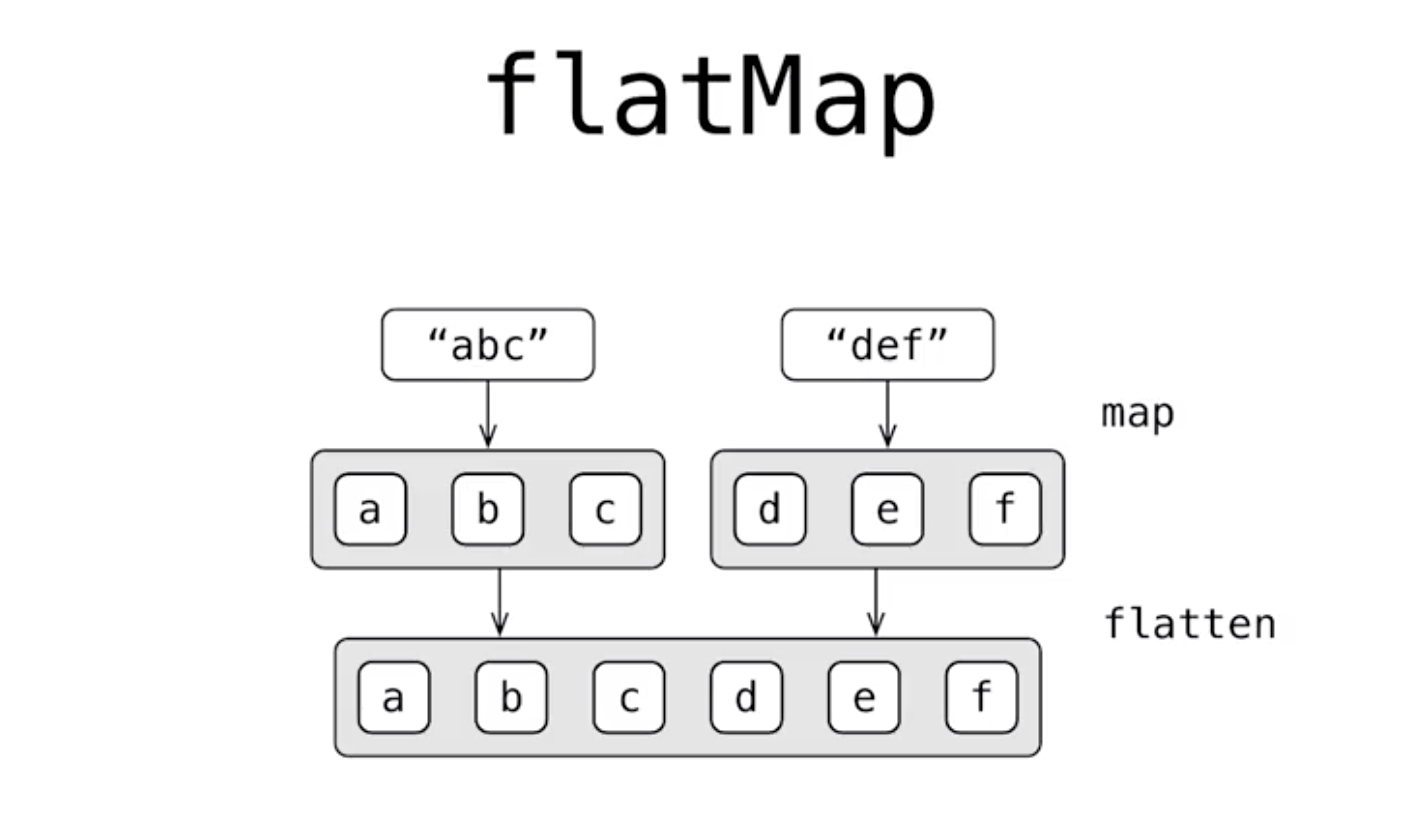 flatMap
“abc” “def”
map
a b c d e f
flatten
a b c d e f